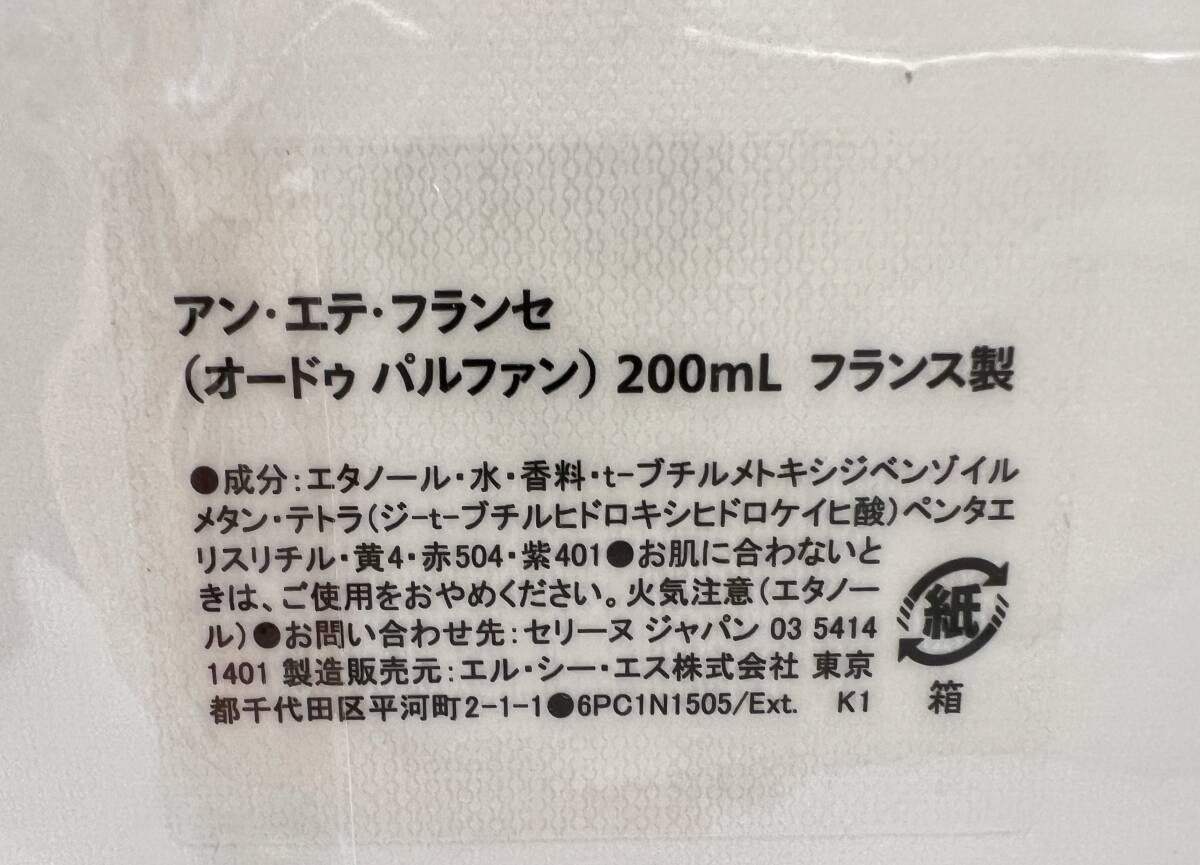 アン・エテ・フランセ
（オードゥ パルファン）200mL フランス製
●成分：エタノール・水・香料・t-ブチルメトキシジベンゾイル
メタン・テトラ（ジ-t-ブチルヒドロキシヒドロケイヒ酸）ペンタエ
リスリチル・黄4・赤504・紫401●お肌に合わないと
きは、ご使用をおやめください。火気注意（エタノー
ル）●お問い合わせ先：セリーヌ ジャパン 03 5414
1401 製造販売元：エル・シー・エス株式会社 東京
都千代田区平河町2-1-1●6PC1N1505/Ext. K1
紙
箱